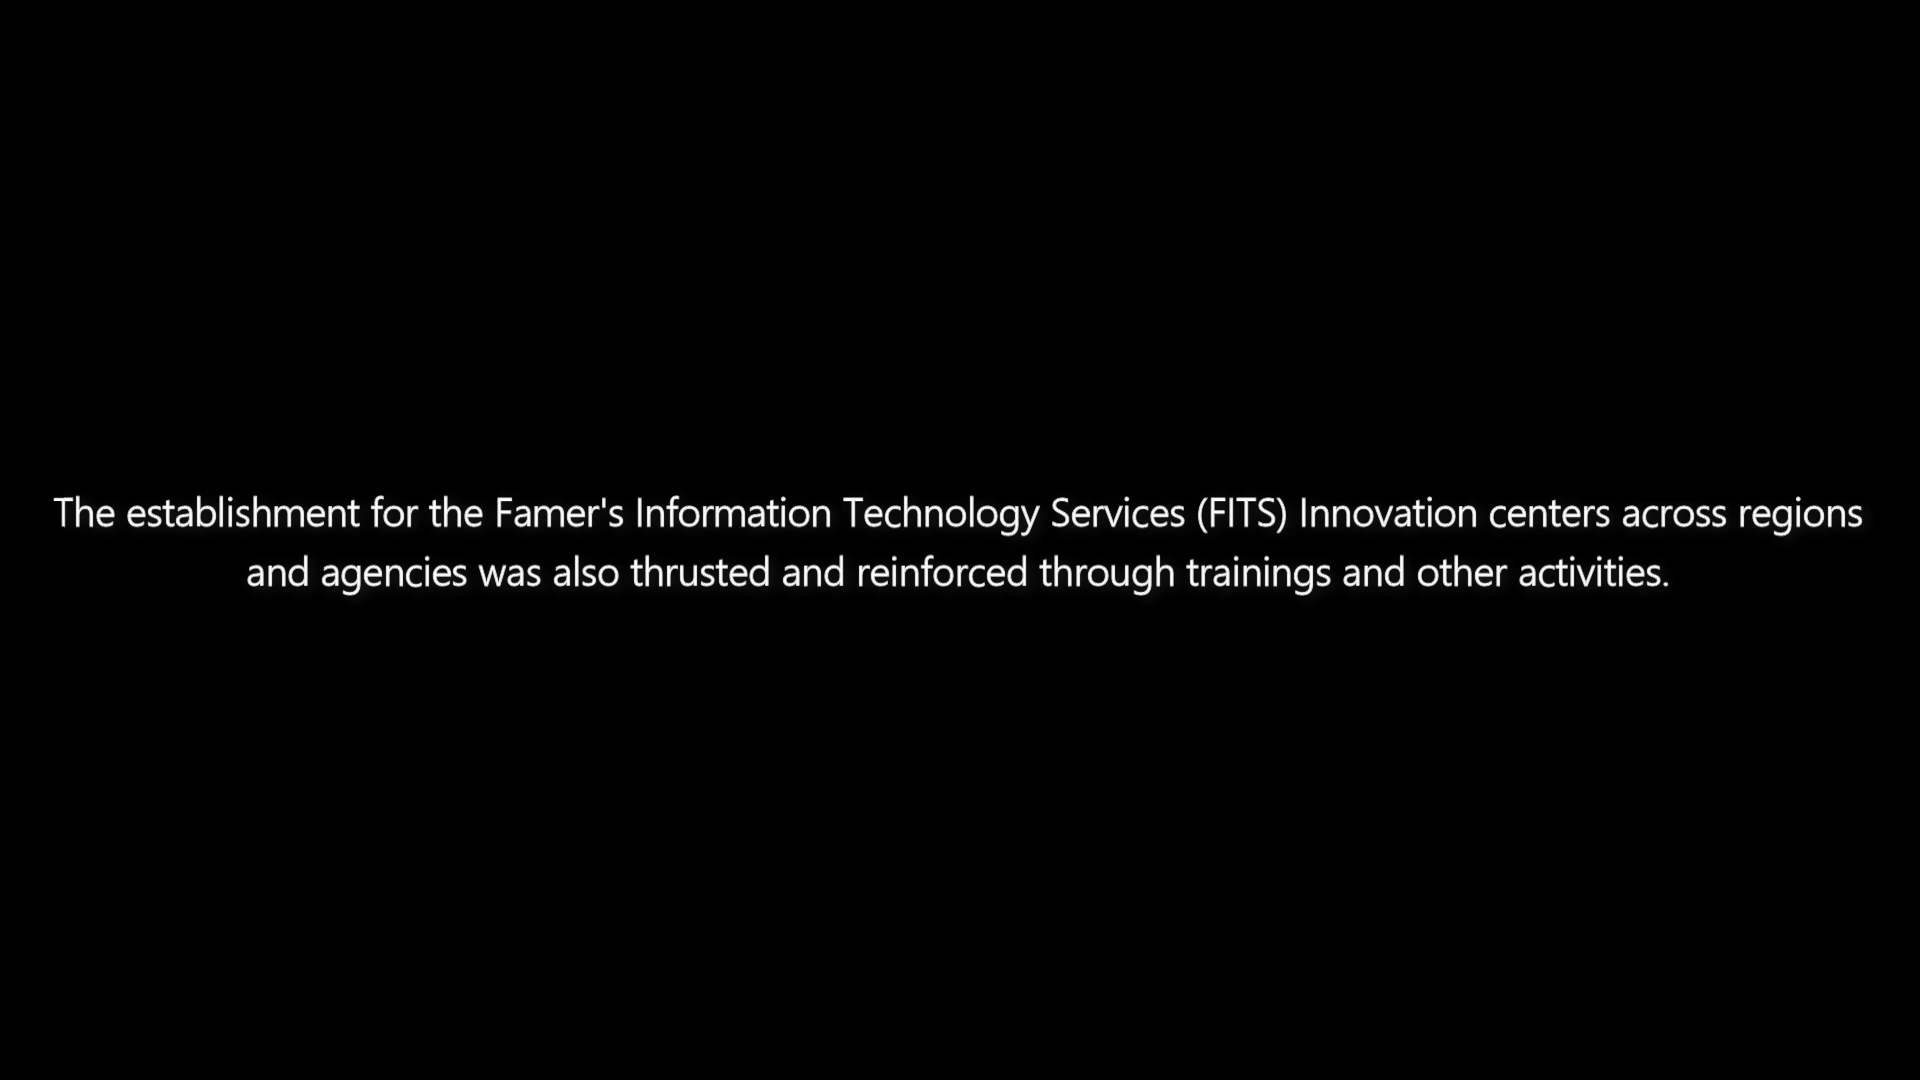 The establishment for the Famer's Information Technology Services (FITS) Innovation centers across regions
and agencies was also thrusted and reinforced through trainings and other activities.